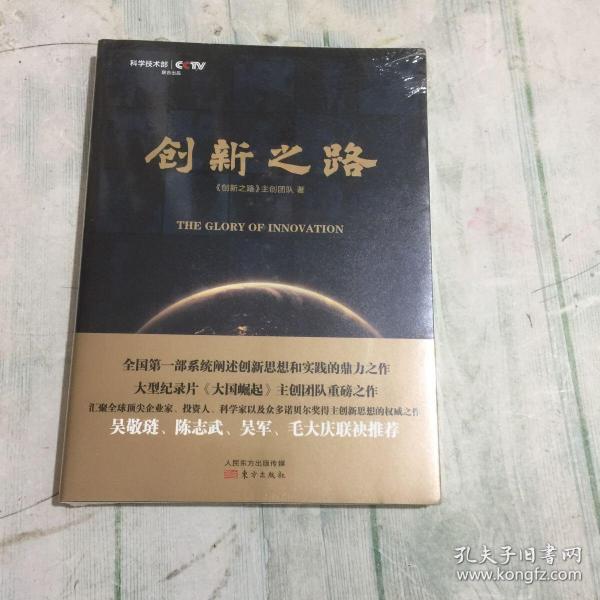 科学技术部 CCTV
联合出品
创新之路
《创新之路》主创团队 著
THE GLORY OF INNOVATION
全国第一部系统阐述创新思想和实践的鼎力之作
大型纪录片《大国崛起》主创团队重磅之作
汇聚全球顶尖企业家、投资人、科学家以及众多诺贝尔奖得主创新思想的权威之作
吴敬琏、陈志武、吴军、毛大庆联袂推荐
人民东方出版传媒
东方出版社
孔夫子旧书网
www.kongfz.com